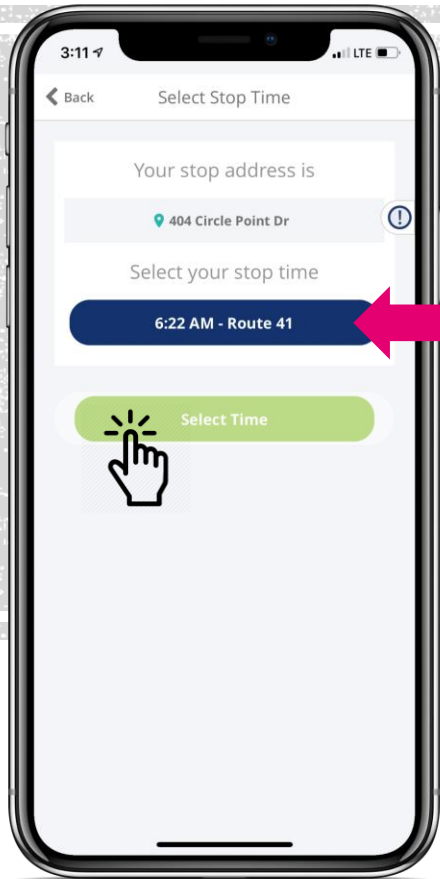 3:11 LTE
Back Select Stop Time
Your stop address is
404 Circle Point Dr
Select your stop time
6:22 AM - Route 41
Select Time